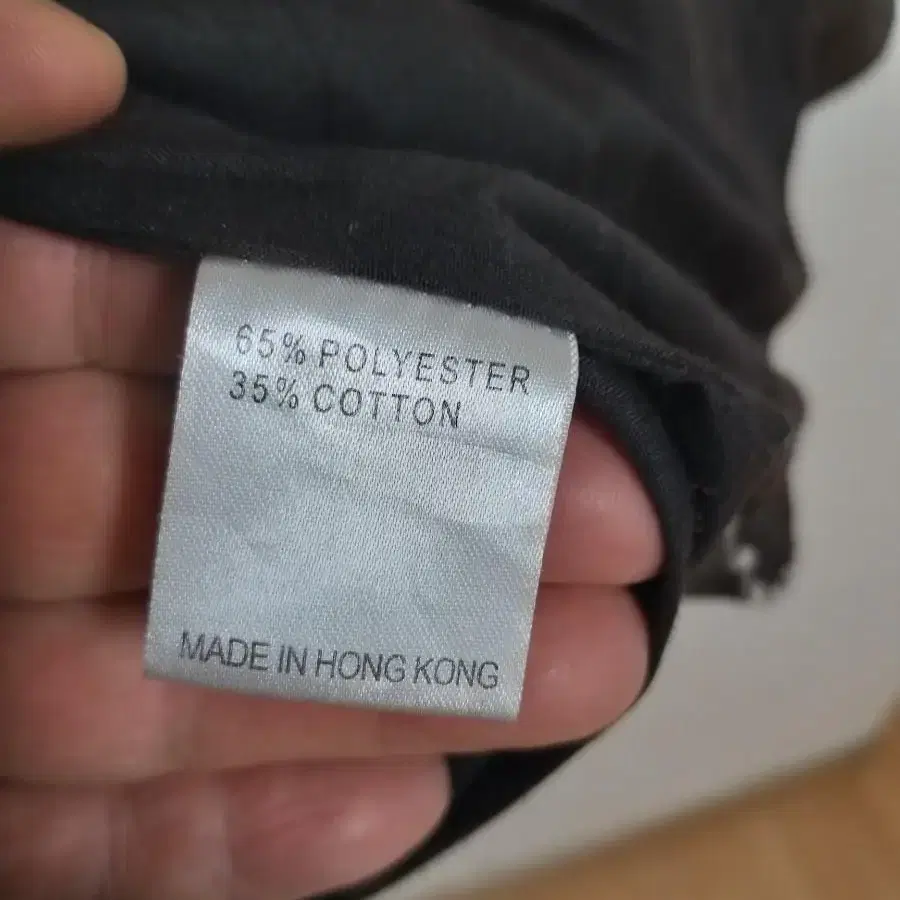 65% POLYESTER
35% COTTON
MADE IN HONG KONG